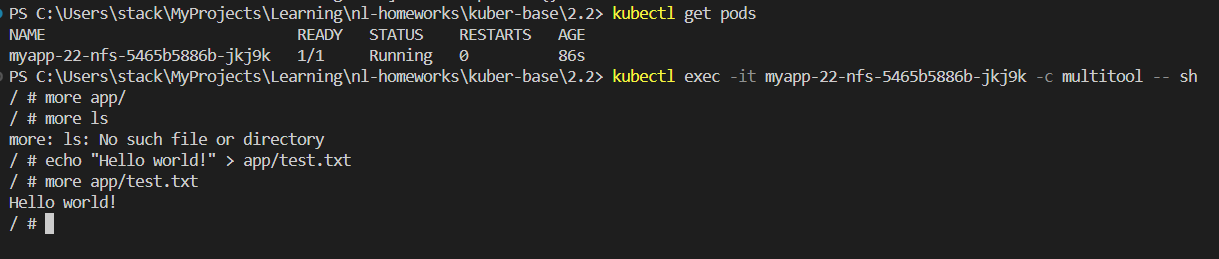 PS C:\Users\stack\MyProjects\Learning\nl-homeworks\kuber-base\2.2> kubectl get pods
NAME                            READY   STATUS    RESTARTS   AGE
myapp-22-nfs-5465b5886b-jkj9k   1/1     Running   0          86s
PS C:\Users\stack\MyProjects\Learning\nl-homeworks\kuber-base\2.2> kubectl exec -it myapp-22-nfs-5465b5886b-jkj9k -c multitool -- sh
/ # more app/
/ # more ls
more: ls: No such file or directory
/ # echo "Hello world!" > app/test.txt
/ # more app/test.txt
Hello world!
/ #